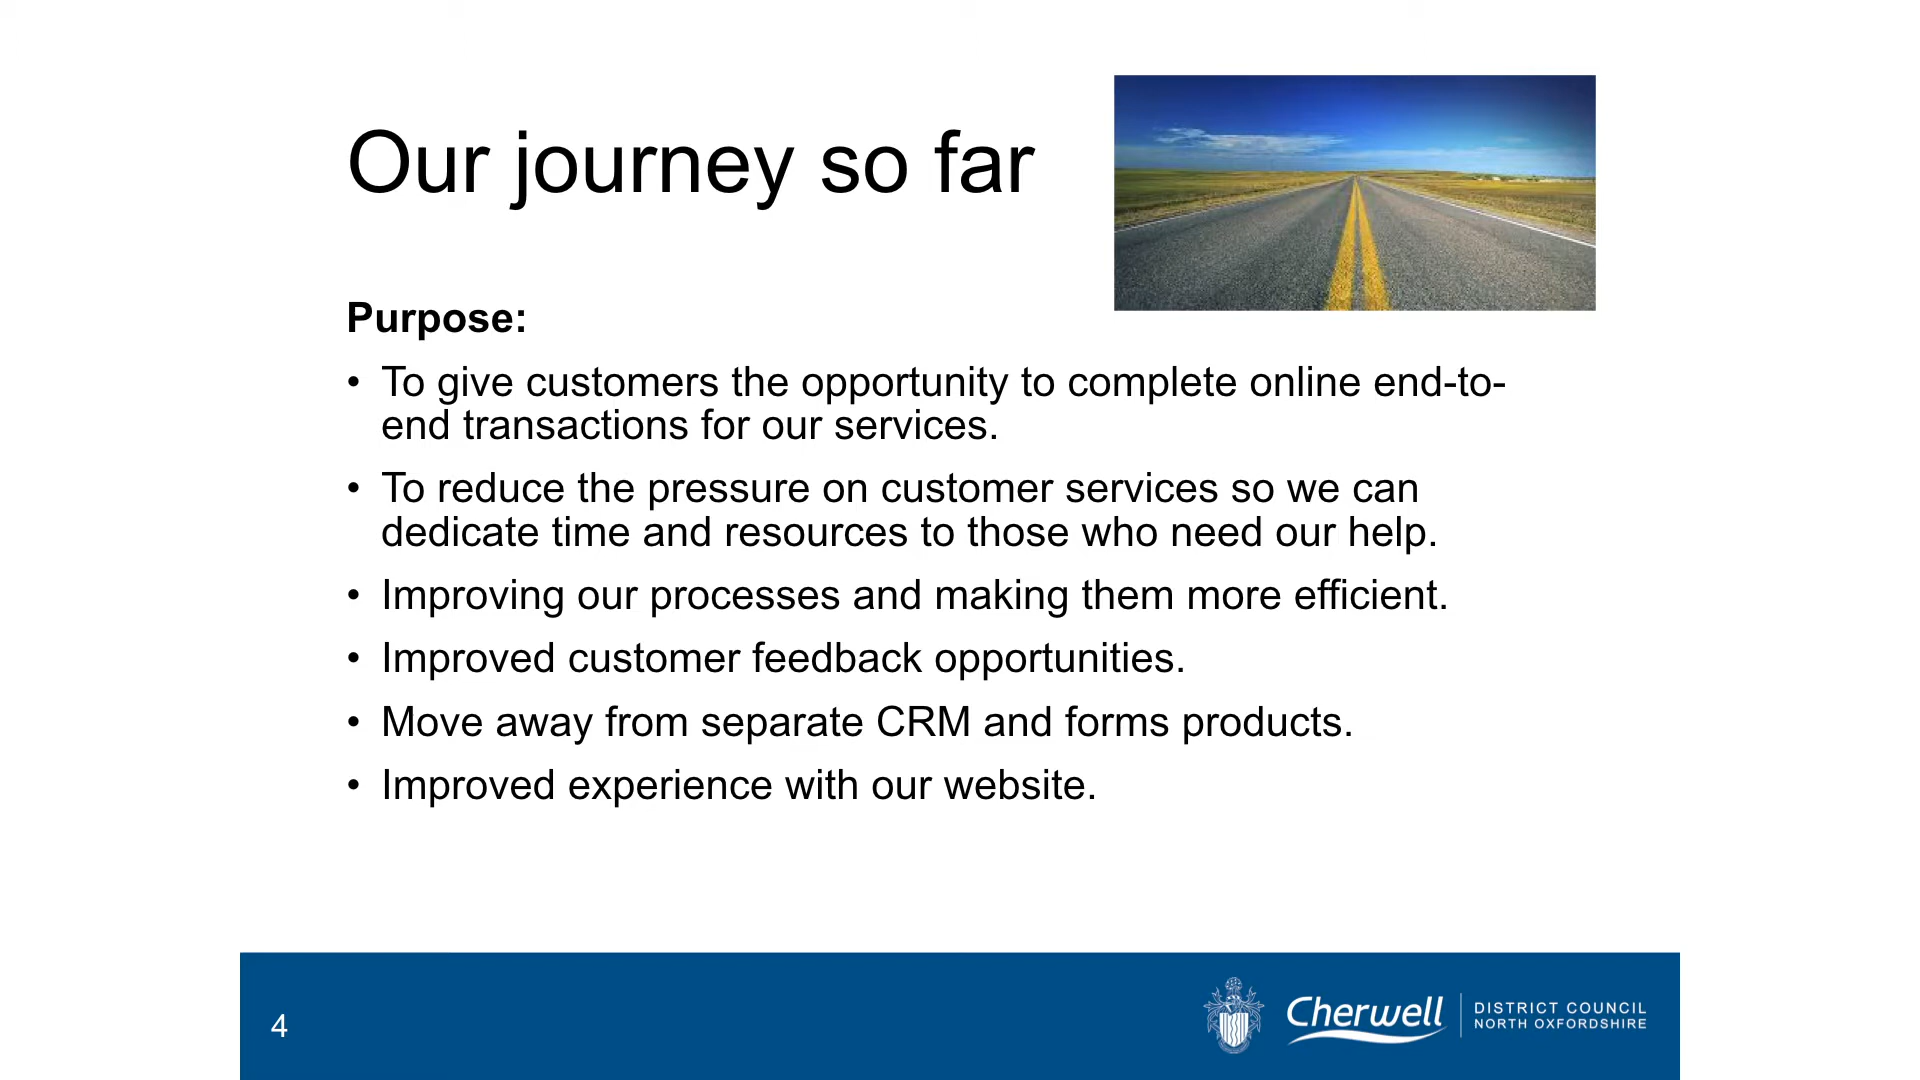 Our journey so far
Purpose:
• To give customers the opportunity to complete online end-to-
end transactions for our services.
• To reduce the pressure on customer services so we can
dedicate time and resources to those who need our help.
• Improving our processes and making them more efficient.
• Improved customer feedback opportunities.
• Move away from separate CRM and forms products.
• Improved experience with our website.
4
Cherwell
DISTRICT COUNCIL
NORTH OXFORDSHIRE